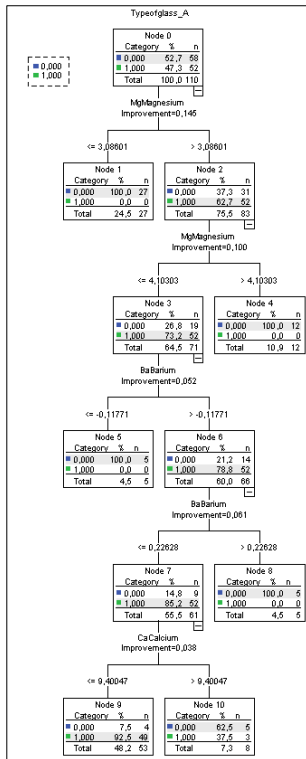 Typeofglass_A
0,000
1,000
Node 0
Category % n
0,000 52,7 58
1,000 47,3 52
Total 100,0 110
MgMagnesium
Improvement=0,145
<= 3,08601
> 3,08601
Node 1
Category % n
0,000 100,0 27
1,000 0,0 0
Total 24,5 27
Node 2
Category % n
0,000 37,3 31
1,000 62,7 52
Total 75,5 83
MgMagnesium
Improvement=0,100
<= 4,10303
> 4,10303
Node 3
Category % n
0,000 26,8 19
1,000 73,2 52
Total 64,5 71
Node 4
Category % n
0,000 100,0 12
1,000 0,0 0
Total 10,9 12
BaBarium
Improvement=0,052
<= -0,11771
> -0,11771
Node 5
Category % n
0,000 100,0 5
1,000 0,0 0
Total 4,5 5
Node 6
Category % n
0,000 21,2 14
1,000 78,8 52
Total 60,0 66
BaBarium
Improvement=0,061
<= 0,22628
> 0,22628
Node 7
Category % n
0,000 14,8 9
1,000 85,2 52
Total 55,5 61
Node 8
Category % n
0,000 100,0 5
1,000 0,0 0
Total 4,5 5
CaCalcium
Improvement=0,038
<= 9,40047
> 9,40047
Node 9
Category % n
0,000 7,5 4
1,000 92,5 49
Total 48,2 53
Node 10
Category % n
0,000 62,5 5
1,000 37,5 3
Total 7,3 8